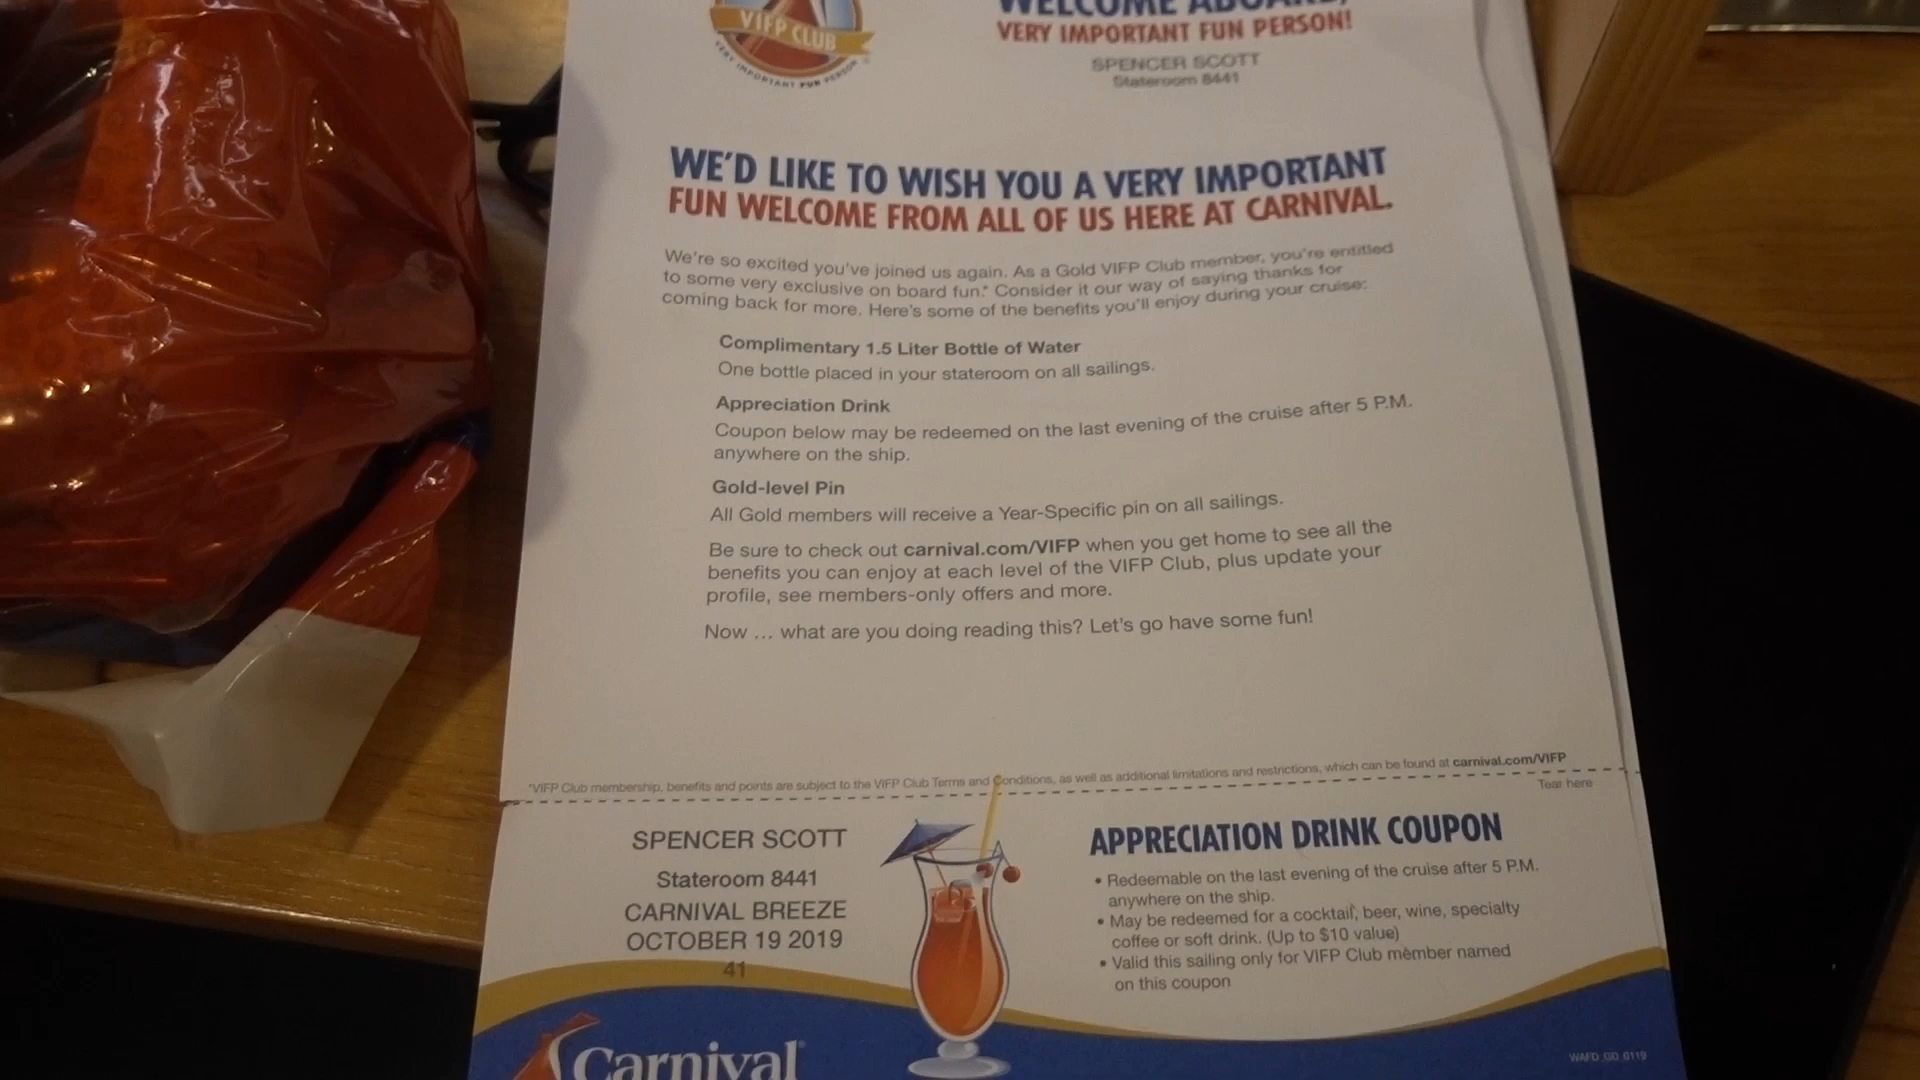 VIFP CLUB
VERY IMPORTANT FUN PERSON
WELCOME ABOARD,
VERY IMPORTANT FUN PERSON!
SPENCER SCOTT
Stateroom 8441
WE'D LIKE TO WISH YOU A VERY IMPORTANT
FUN WELCOME FROM ALL OF US HERE AT CARNIVAL.
We're so excited you've joined us again. As a Gold VIFP Club member, you're entitled
to some very exclusive on board fun.* Consider it our way of saying thanks for
coming back for more. Here's some of the benefits you'll enjoy during your cruise:
Complimentary 1.5 Liter Bottle of Water
One bottle placed in your stateroom on all sailings.
Appreciation Drink
Coupon below may be redeemed on the last evening of the cruise after 5 P.M.
anywhere on the ship.
Gold-level Pin
All Gold members will receive a Year-Specific pin on all sailings.
Be sure to check out carnival.com/VIFP when you get home to see all the
benefits you can enjoy at each level of the VIFP Club, plus update your
profile, see members-only offers and more.
Now ... what are you doing reading this? Let's go have some fun!
*VIFP Club membership, benefits and points are subject to the VIFP Club Terms and Conditions, as well as additional limitations and restrictions, which can be found at carnival.com/VIFP
Tear here
SPENCER SCOTT
Stateroom 8441
CARNIVAL BREEZE
OCTOBER 19 2019
41
APPRECIATION DRINK COUPON
• Redeemable on the last evening of the cruise after 5 P.M.
anywhere on the ship.
• May be redeemed for a cocktail, beer, wine, specialty
coffee or soft drink. (Up to $10 value)
• Valid this sailing only for VIFP Club member named
on this coupon
Carnival
WAFD_GD_0119